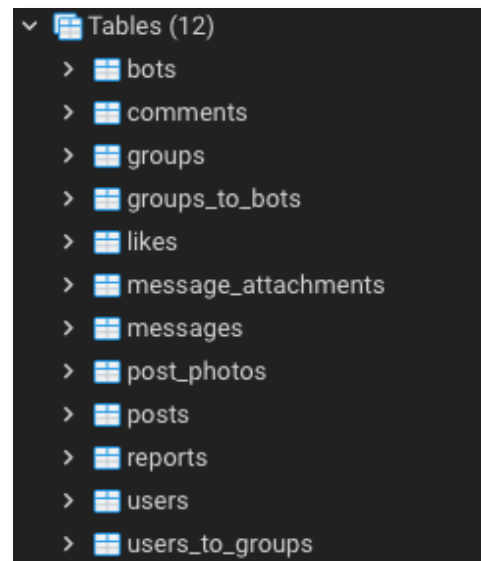 Tables (12)
bots
comments
groups
groups_to_bots
likes
message_attachments
messages
post_photos
posts
reports
users
users_to_groups